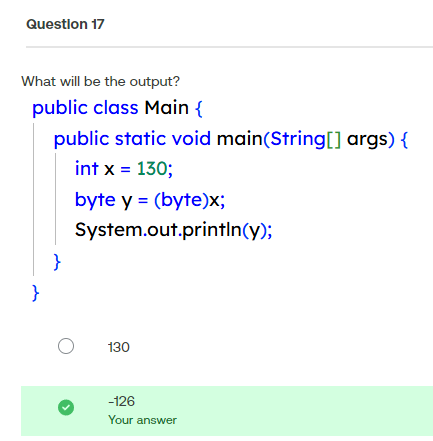 Question 17
What will be the output?
public class Main {
public static void main(String[] args) {
int x = 130;
byte y = (byte)x;
System.out.println(y);
}
}
130
-126
Your answer